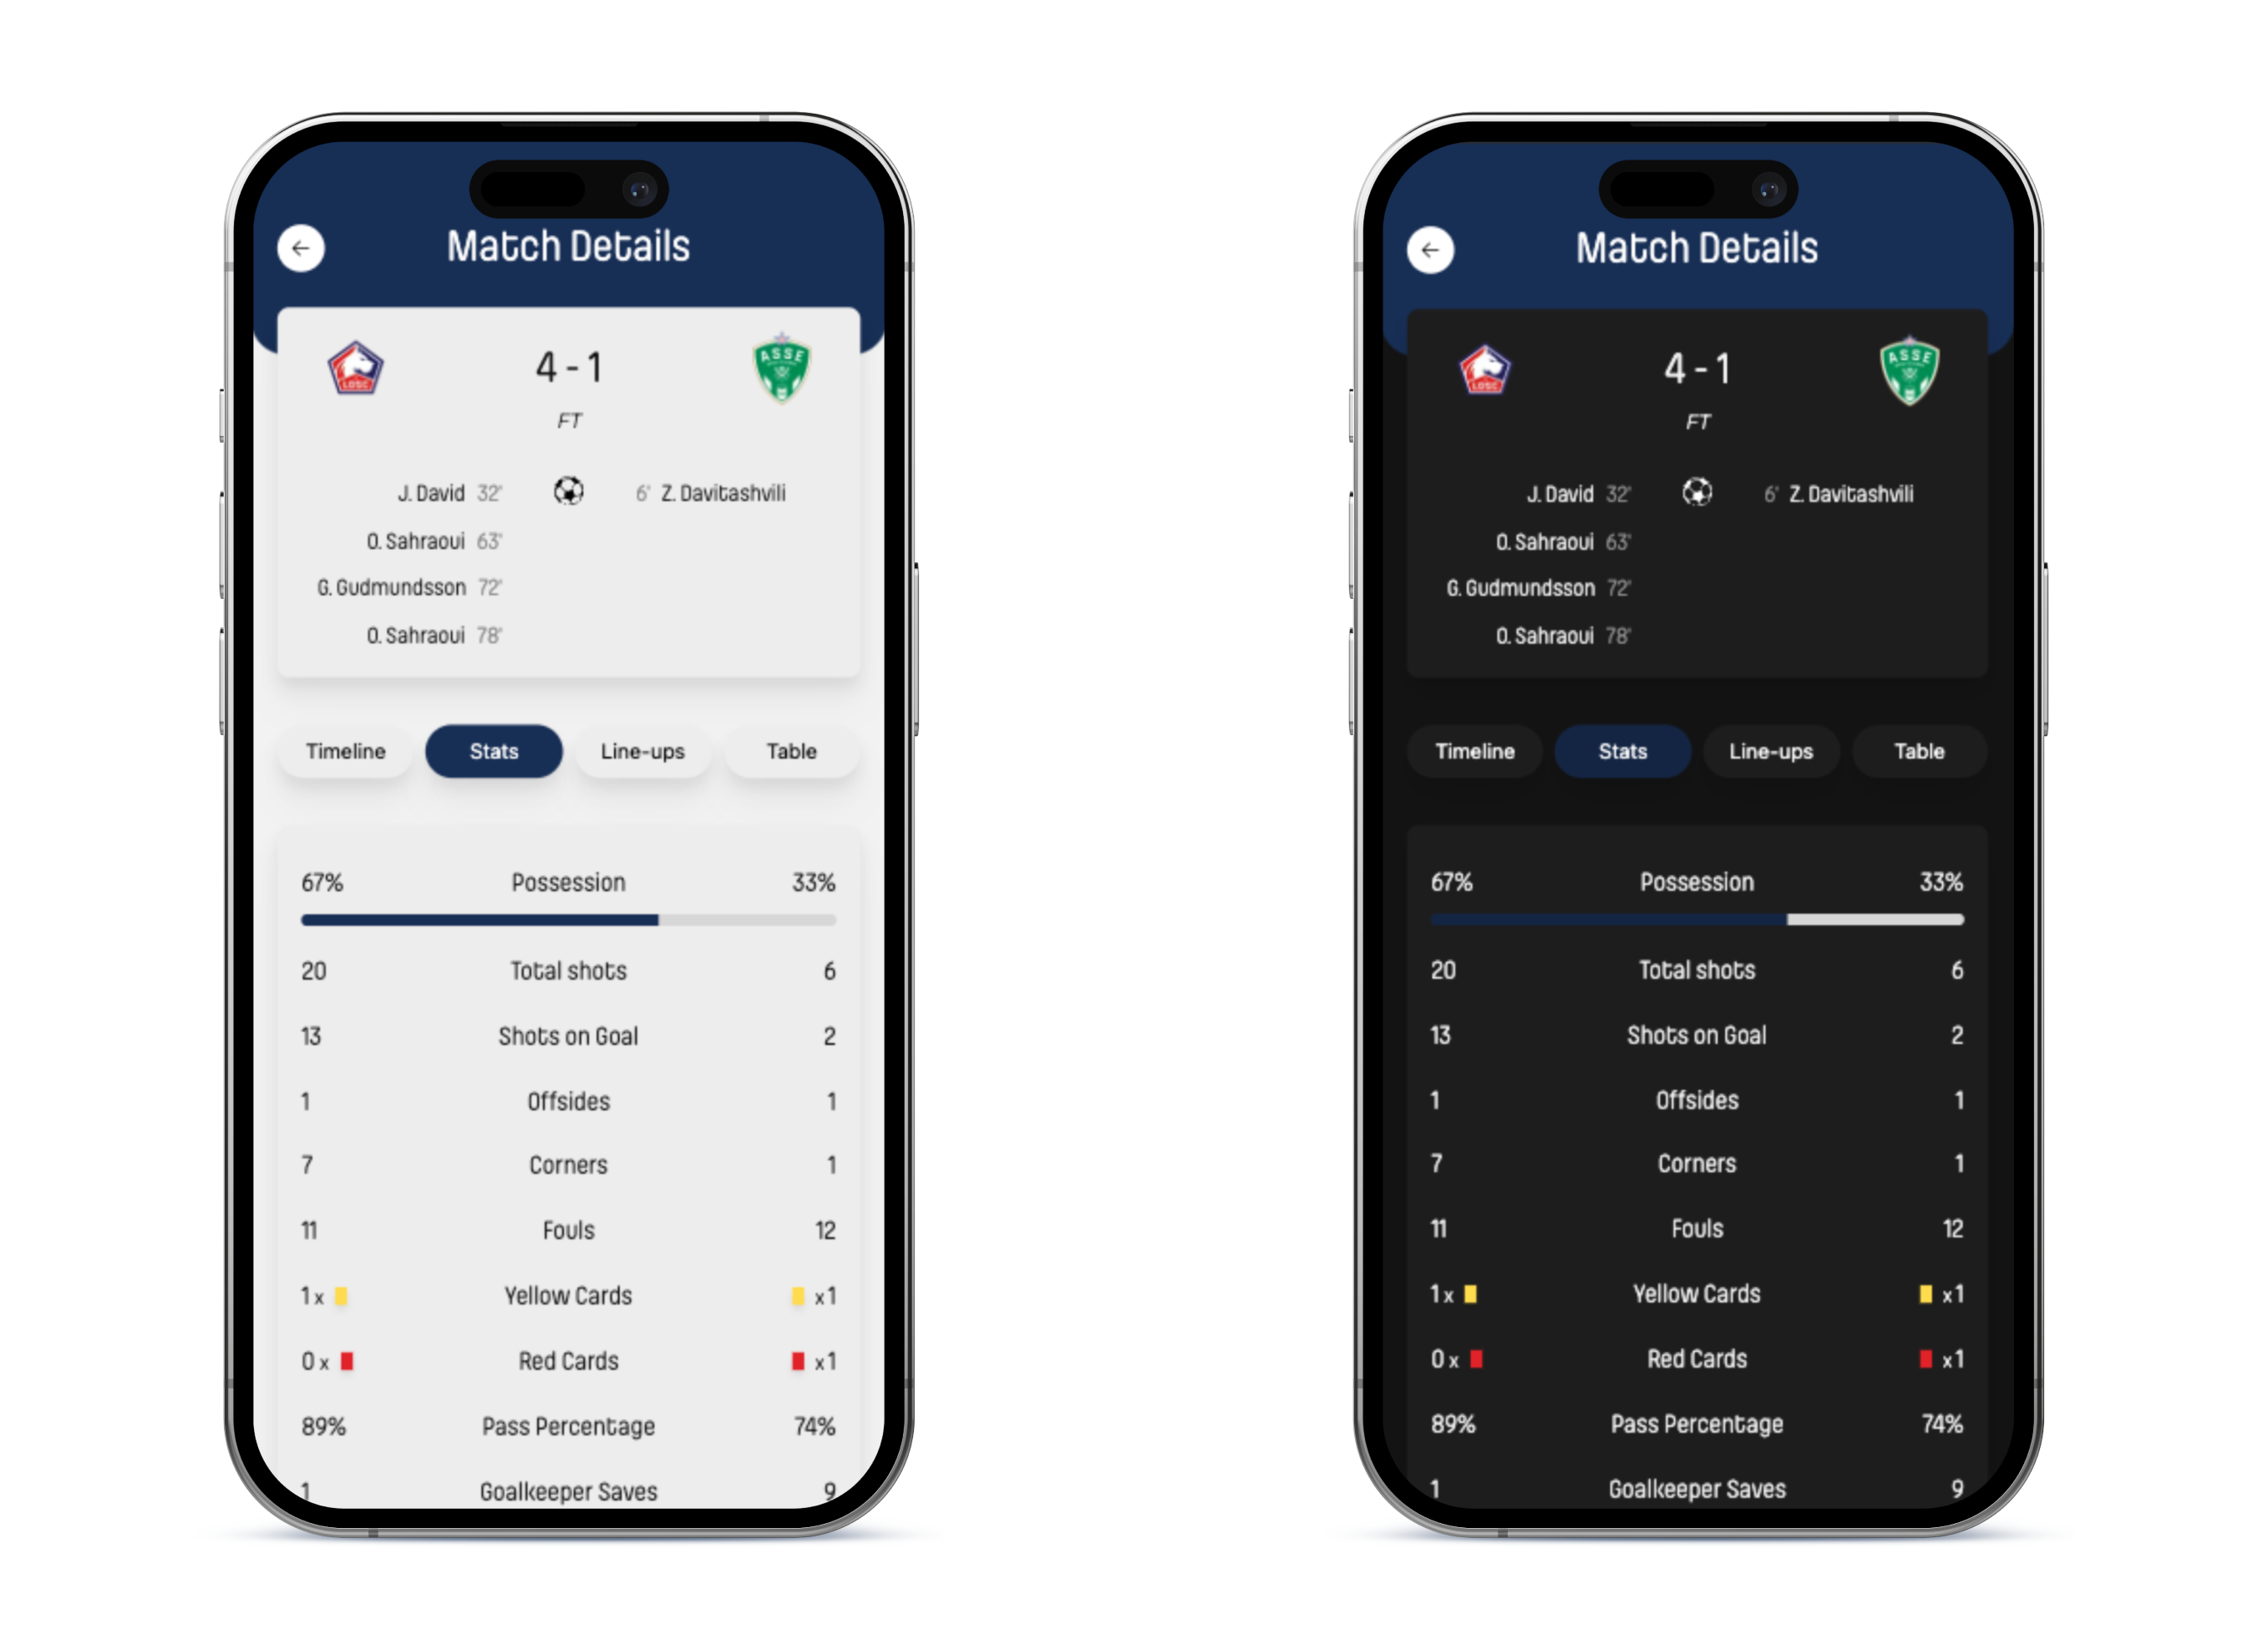 Match Details
LOSC
4 - 1
ASSE
FT
J. David 32' 6' Z. Davitashvili
O. Sahraoui 63'
G. Gudmundsson 72'
O. Sahraoui 78'
Timeline Stats Line-ups Table
67% Possession 33%
20 Total shots 6
13 Shots on Goal 2
1 Offsides 1
7 Corners 1
11 Fouls 12
1 x Yellow Cards x 1
0 x Red Cards x 1
89% Pass Percentage 74%
1 Goalkeeper Saves 9
Match Details
LOSC
4 - 1
ASSE
FT
J. David 32' 6' Z. Davitashvili
O. Sahraoui 63'
G. Gudmundsson 72'
O. Sahraoui 78'
Timeline Stats Line-ups Table
67% Possession 33%
20 Total shots 6
13 Shots on Goal 2
1 Offsides 1
7 Corners 1
11 Fouls 12
1 x Yellow Cards x 1
0 x Red Cards x 1
89% Pass Percentage 74%
1 Goalkeeper Saves 9